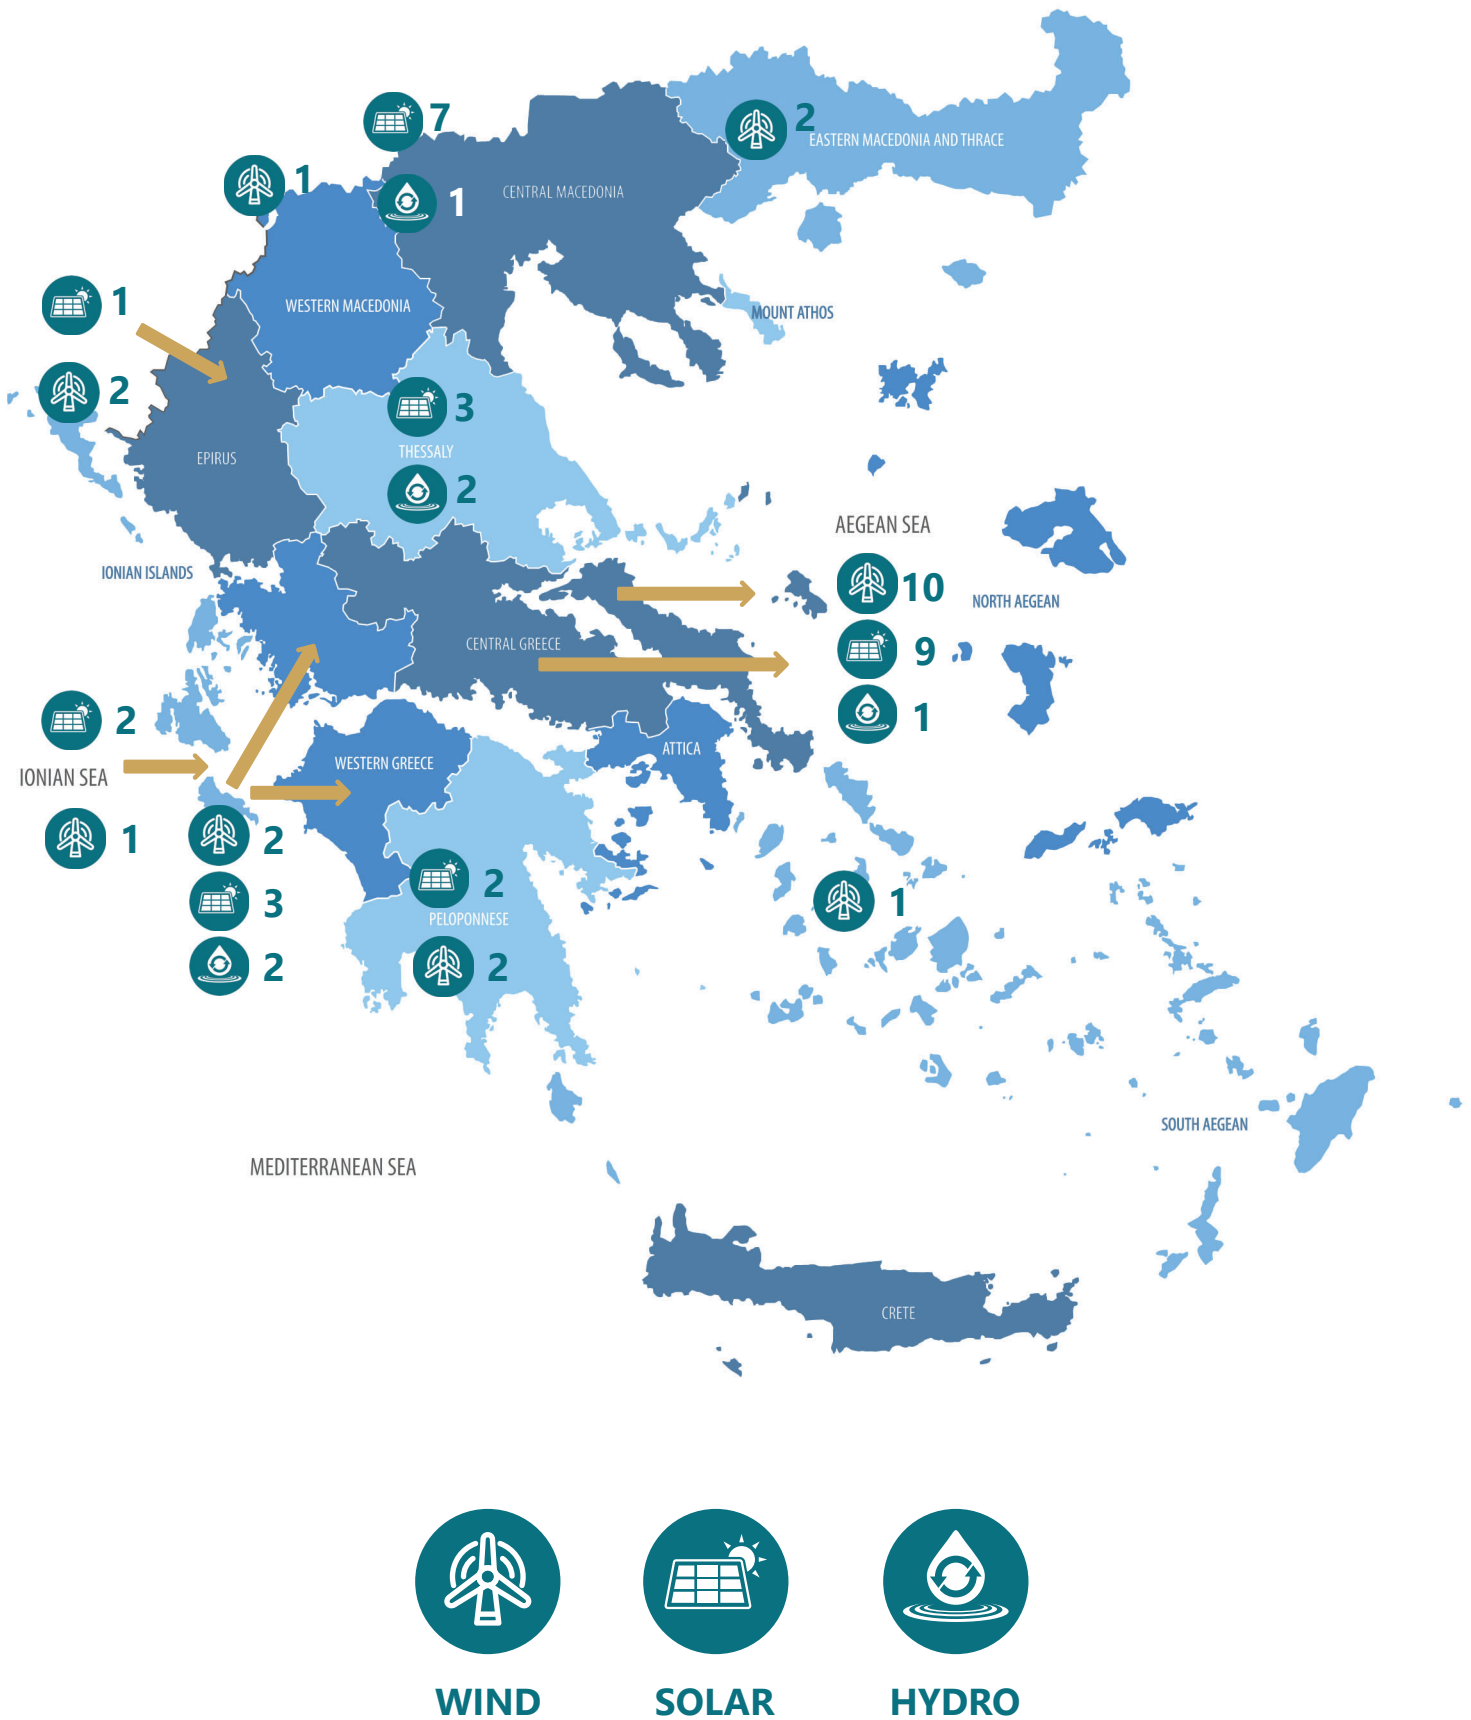 7
2
EASTERN MACEDONIA AND THRACE
1
1
CENTRAL MACEDONIA
1
WESTERN MACEDONIA
MOUNT ATHOS
2
3
EPIRUS
THESSALY
2
AEGEAN SEA
IONIAN ISLANDS
10
NORTH AEGEAN
CENTRAL GREECE
9
2
1
IONIAN SEA
WESTERN GREECE
ATTICA
1
2
2
3
1
PELOPONNESE
2
2
SOUTH AEGEAN
MEDITERRANEAN SEA
CRETE
WIND
SOLAR
HYDRO